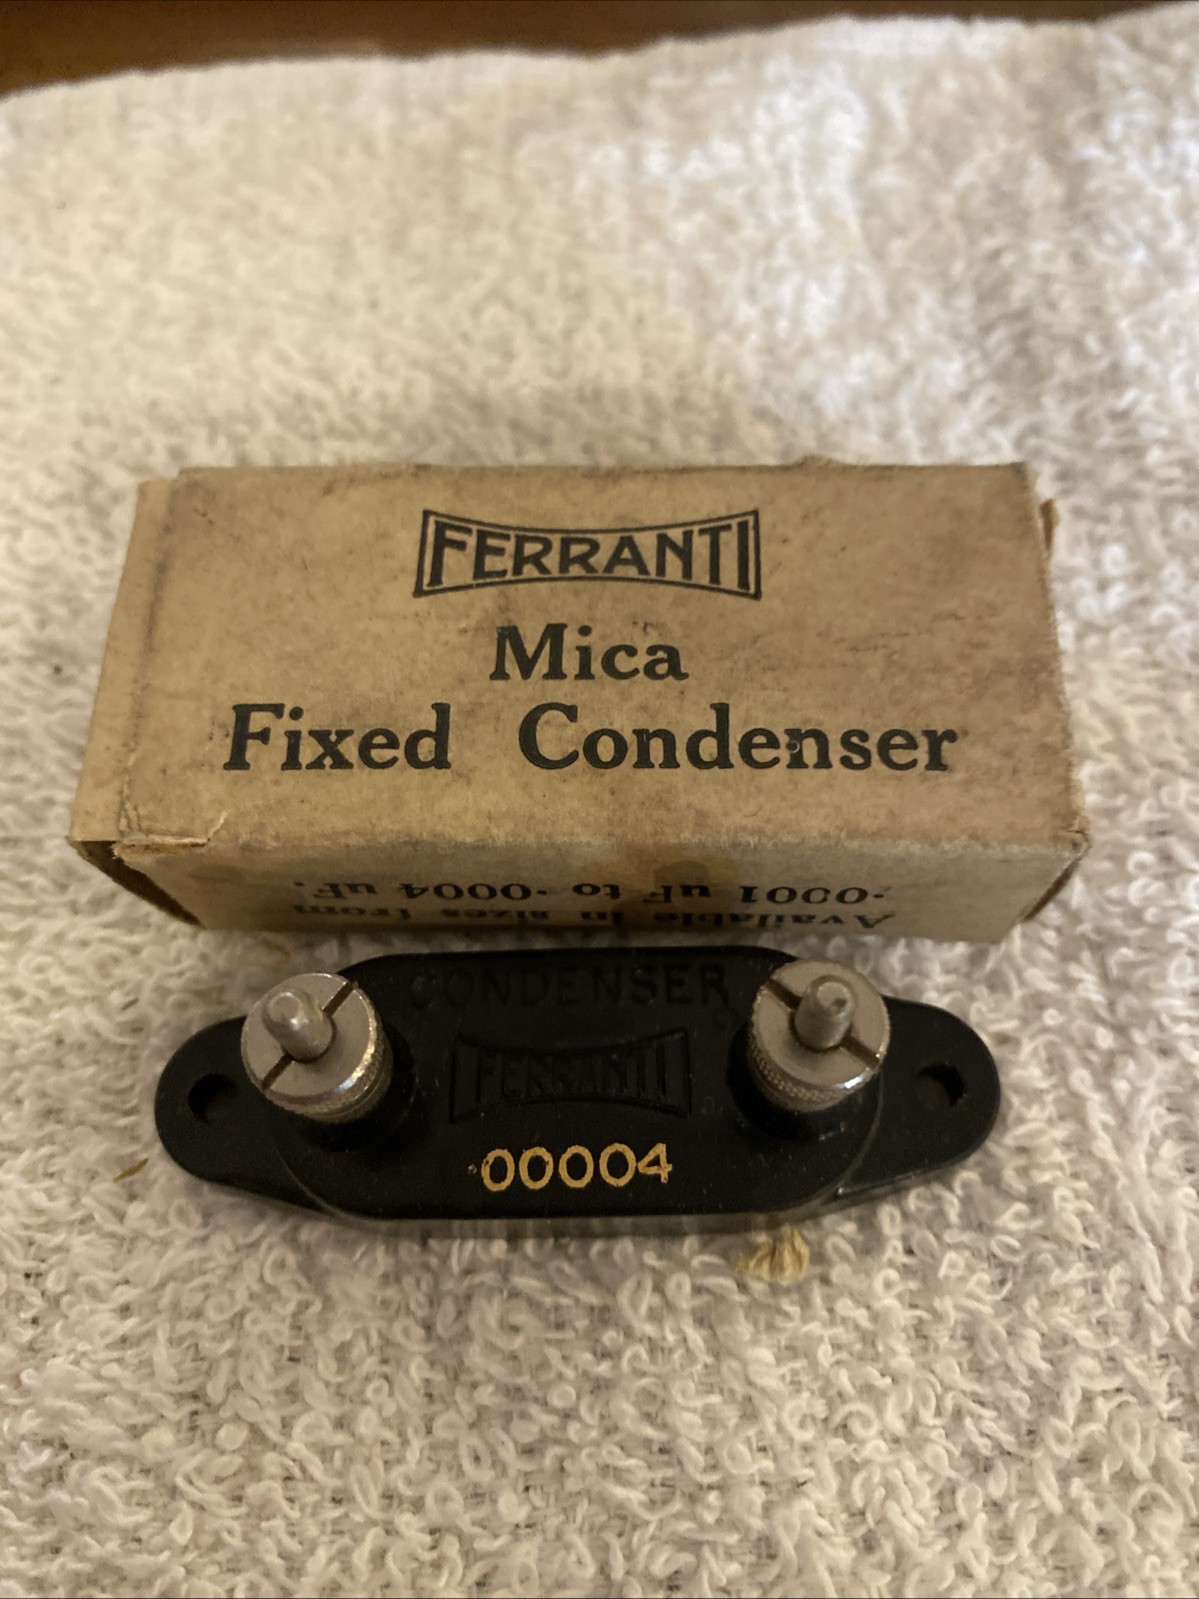 FERRANTI
Mica
Fixed Condenser
Available in sizes from
·0001 uF to ·0004 uF.
CONDENSER
FERRANTI
·00004